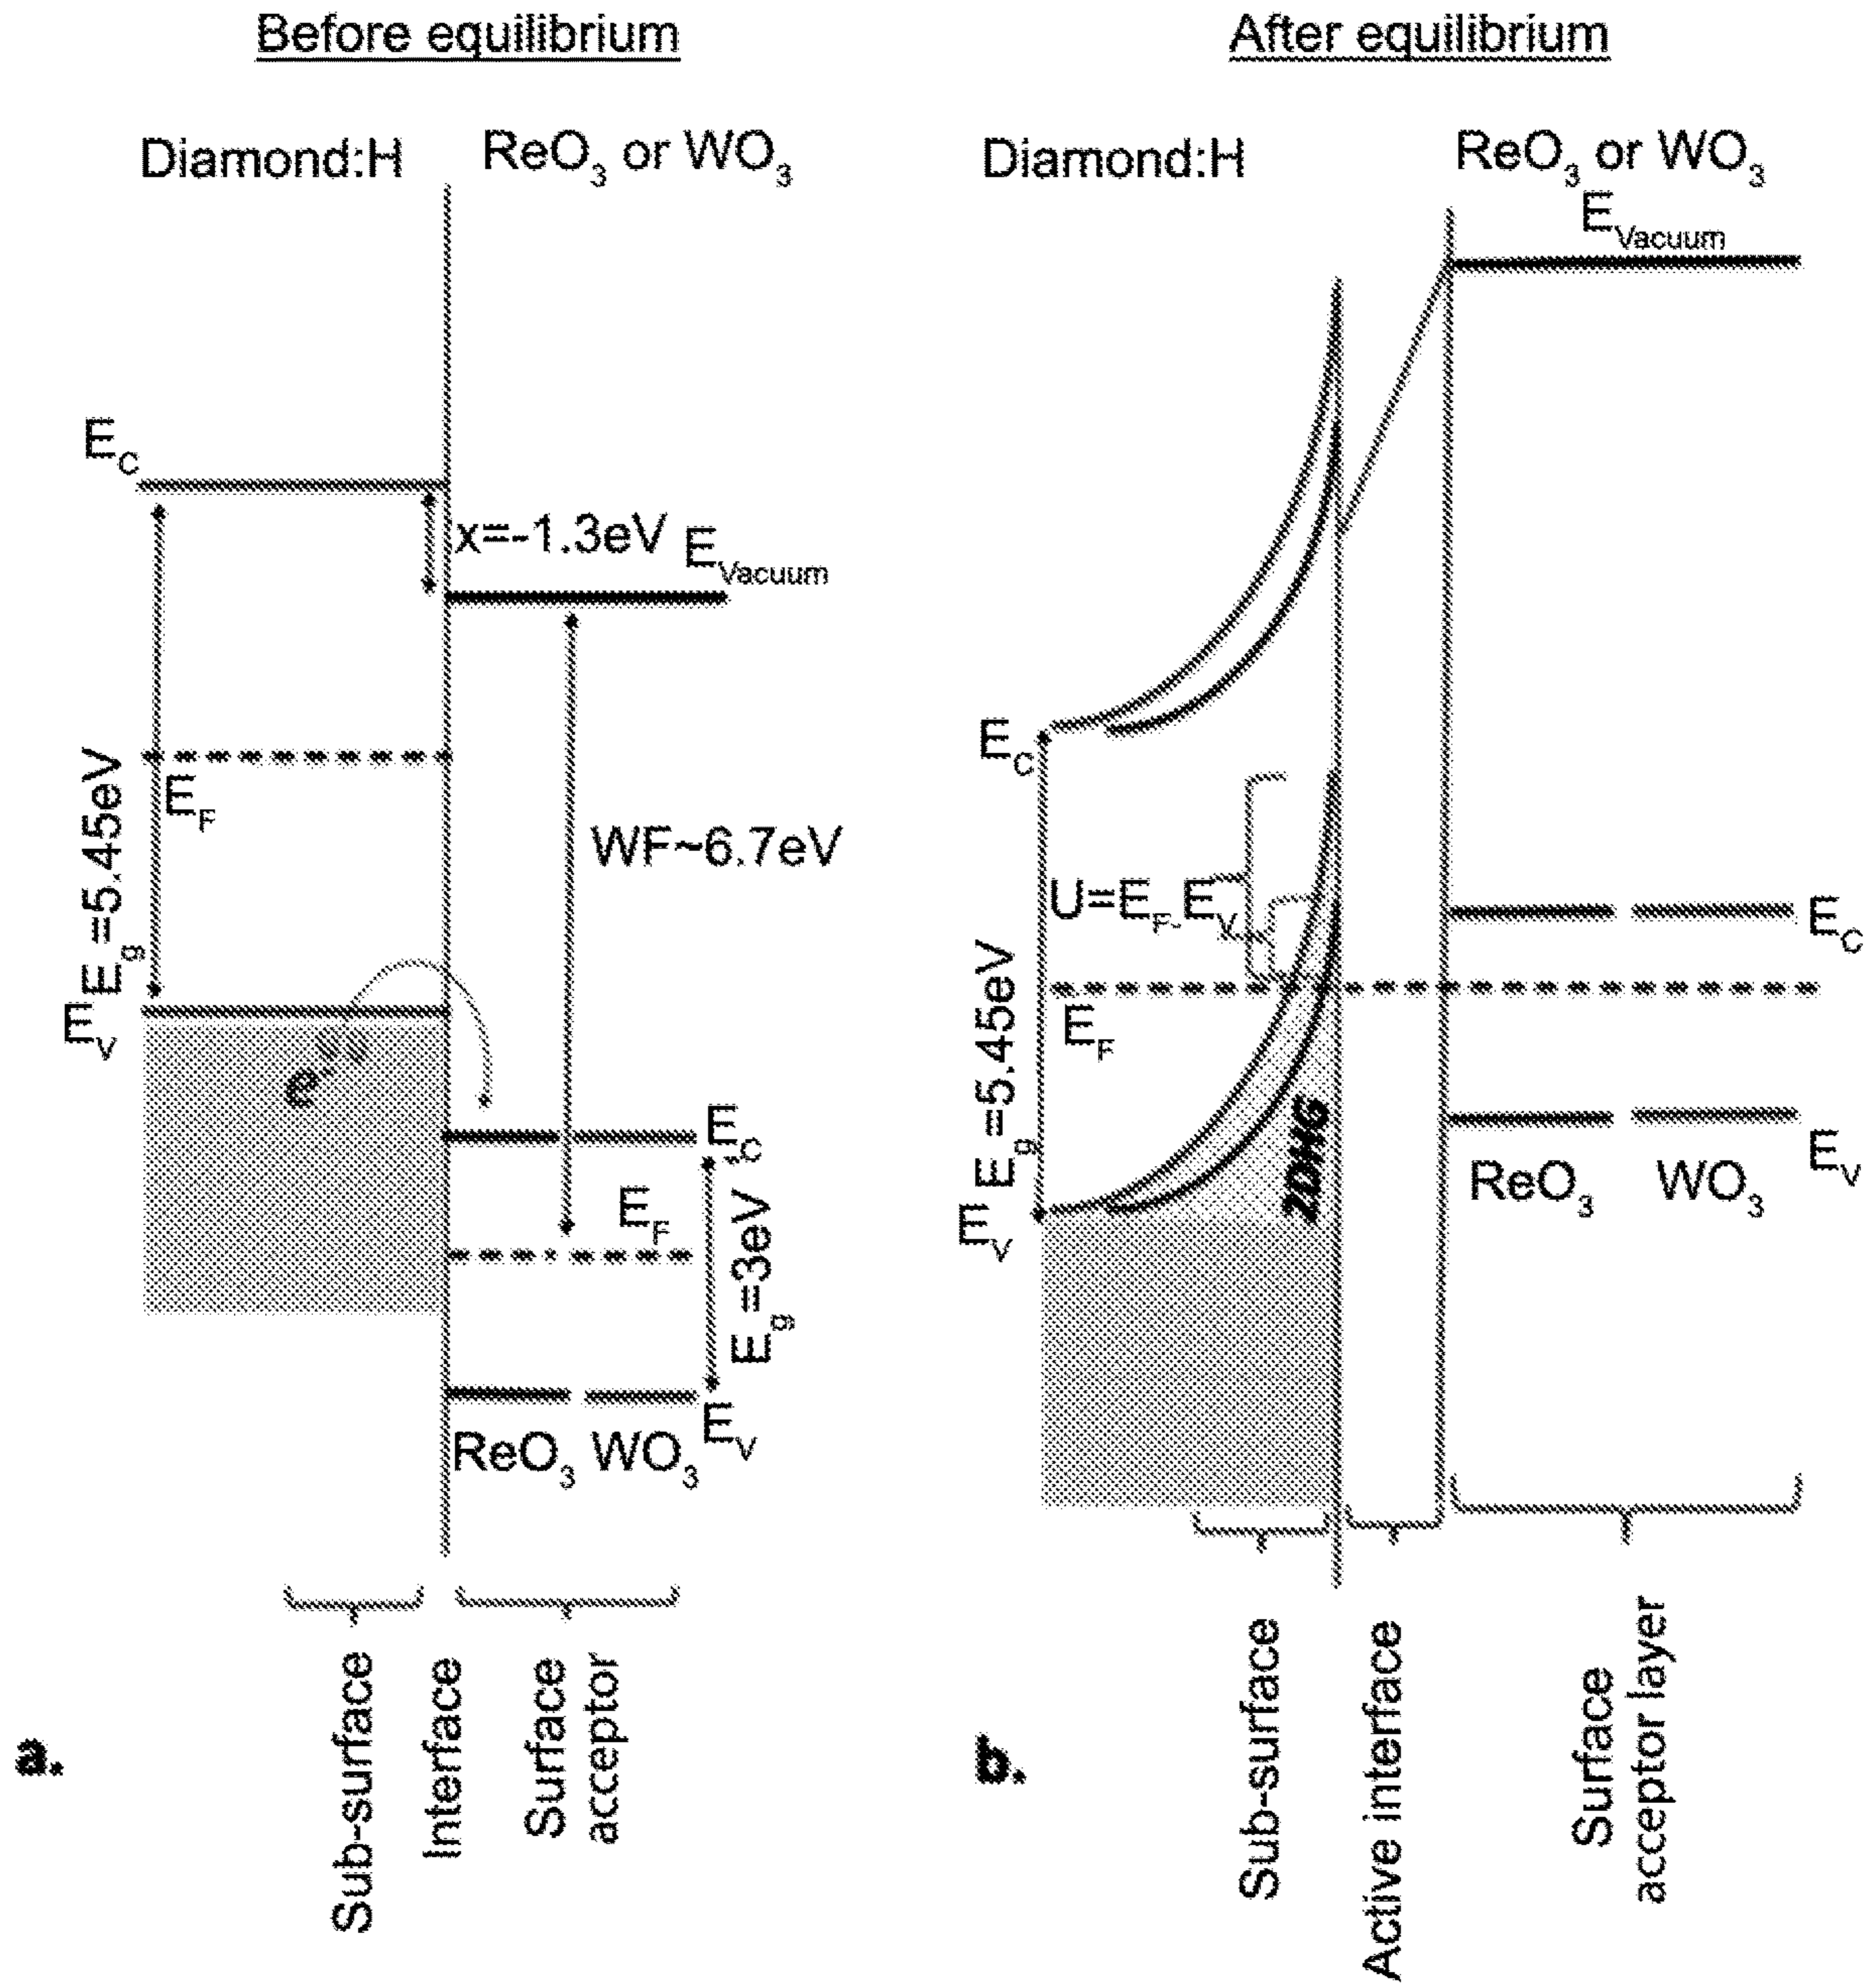 Before equilibrium
After equilibrium
Diamond:H
ReO3 or WO3
Diamond:H
ReO3 or WO3
EVacuum
EC
x=-1.3eV
EVacuum
EF
Eg=5.45eV
WF~6.7eV
EV
e-
EC
EF
Eg=3eV
EV
ReO3
WO3
EC
U=EF-EV
EC
EF
Eg=5.45eV
2DHG
EV
EV
ReO3
WO3
a.
Sub-surface
Interface
Surface
acceptor
b.
Sub-surface
Active interface
Surface
acceptor layer